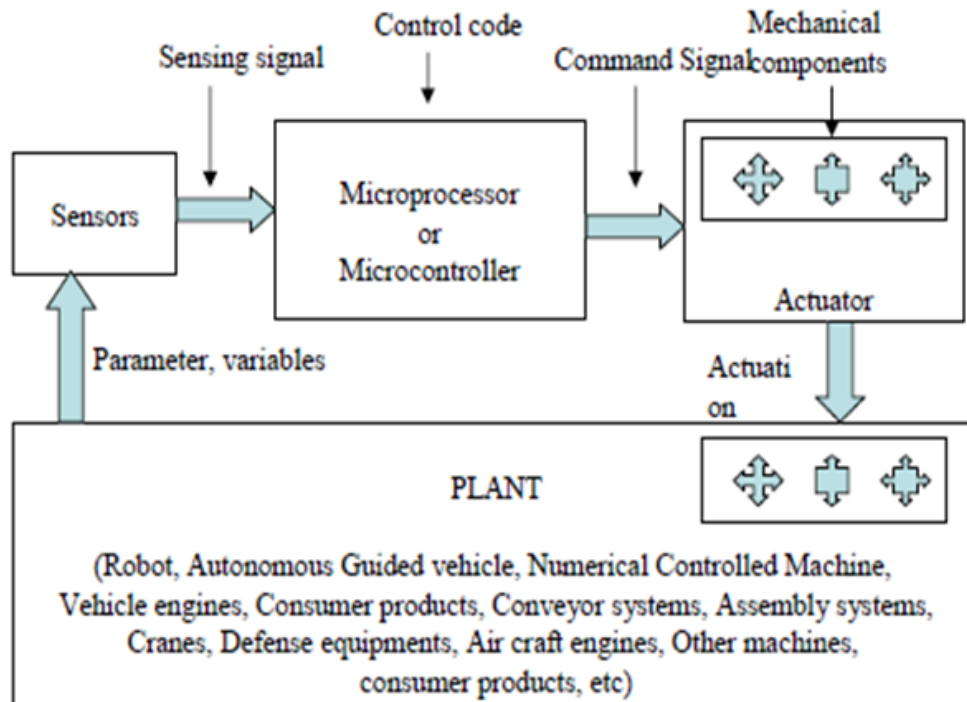 Control code
Mechanical
components
Sensing signal
Command Signal
Sensors
Microprocessor
or
Microcontroller
Actuator
Parameter, variables
Actuati
on
PLANT
(Robot, Autonomous Guided vehicle, Numerical Controlled Machine,
Vehicle engines, Consumer products, Conveyor systems, Assembly systems,
Cranes, Defense equipments, Air craft engines, Other machines,
consumer products, etc)